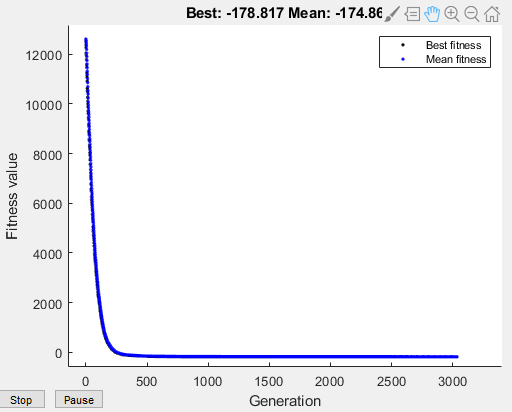 Best: -178.817 Mean: -174.86
Best fitness
Mean fitness
12000
10000
8000
6000
4000
2000
0
Fitness value
0 500 1000 1500 2000 2500 3000
Generation
Stop Pause